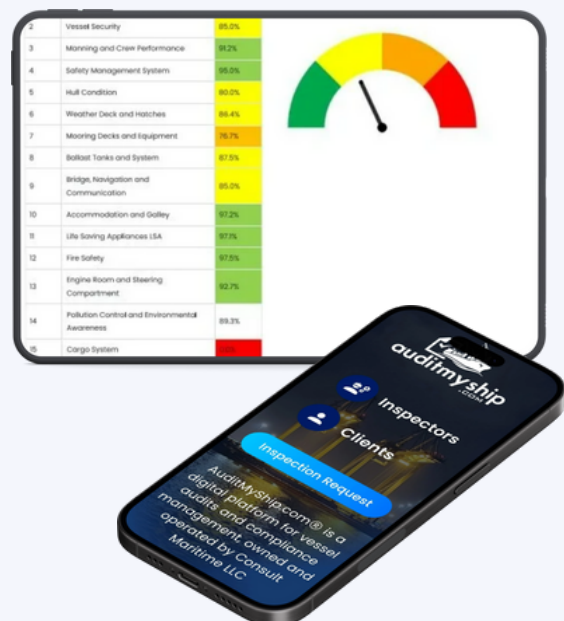 2 Vessel Security 85.0%
3 Manning and Crew Performance 91.2%
4 Safety Management System 95.0%
5 Hull Condition 80.0%
6 Weather Deck and Hatches 86.4%
7 Mooring Decks and Equipment 76.7%
8 Ballast Tanks and System 87.5%
9 Bridge, Navigation and
Communication 85.0%
10 Accommodation and Galley 97.2%
11 Life Saving Appliances LSA 97.1%
12 Fire Safety 97.5%
13 Engine Room and Steering
Compartment 92.7%
14 Pollution Control and Environmental
Awareness 89.3%
15 Cargo System
auditmyship
.COM
Inspectors
Clients
Inspection Request
AuditMyShip.com® is a
digital platform for vessel
audits and compliance
management, owned and
operated by Consult
Maritime LLC